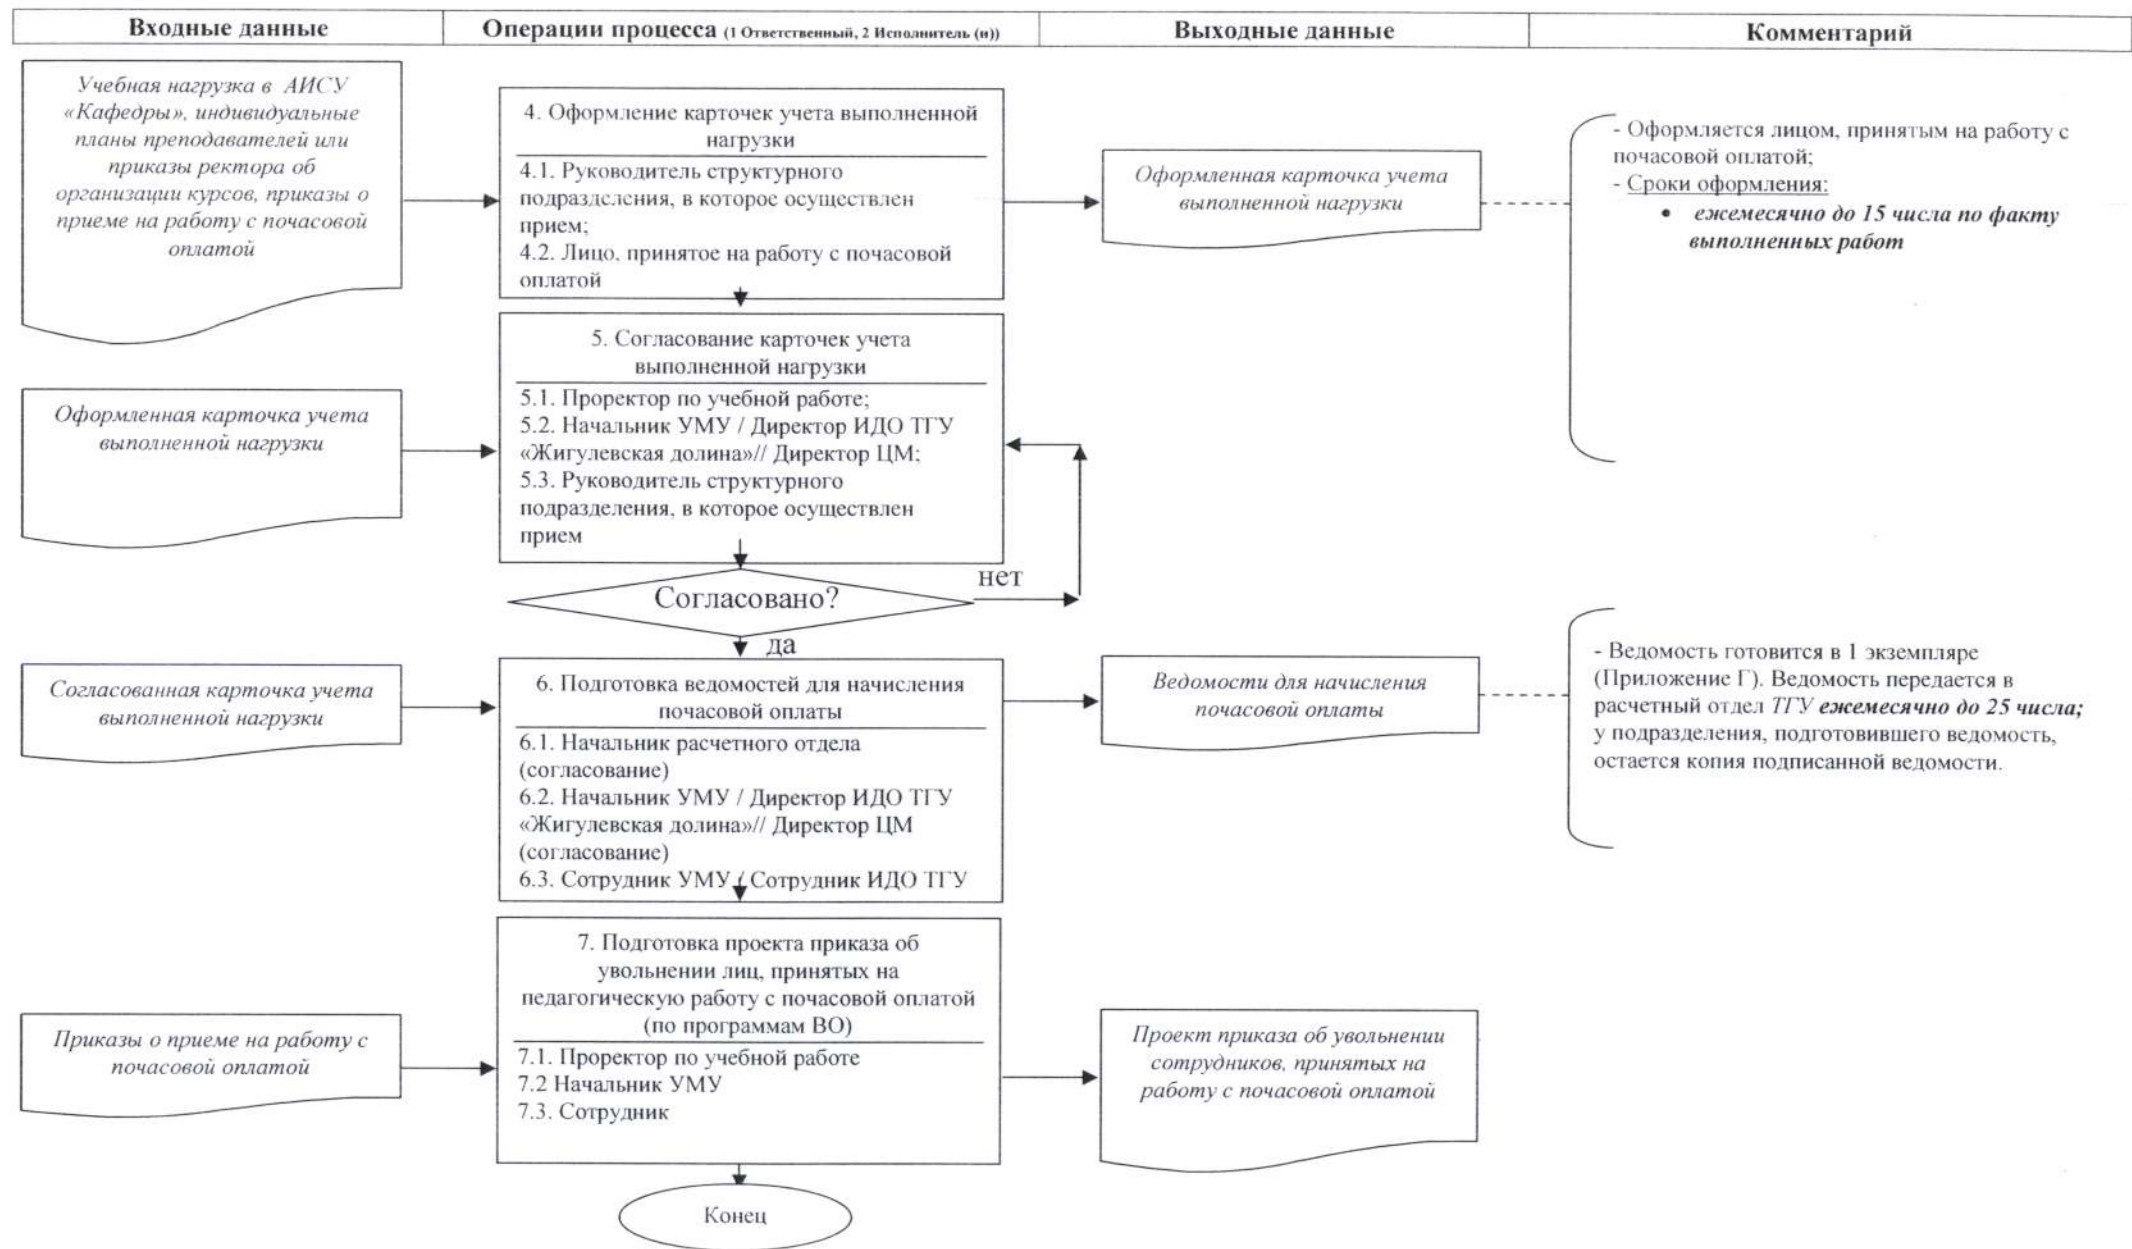 Входные данные
Операции процесса (1 Ответственный, 2 Исполнитель (и))
Выходные данные
Комментарий
Учебная нагрузка в АИСУ
«Кафедры», индивидуальные
планы преподавателей или
приказы ректора об
организации курсов, приказы о
приеме на работу с почасовой
оплатой
4. Оформление карточек учета выполненной
нагрузки
4.1. Руководитель структурного
подразделения, в которое осуществлен
прием;
4.2. Лицо, принятое на работу с почасовой
оплатой
Оформленная карточка учета
выполненной нагрузки
- Оформляется лицом, принятым на работу с
почасовой оплатой;
- Сроки оформления:
• ежемесячно до 15 числа по факту
выполненных работ
Оформленная карточка учета
выполненной нагрузки
5. Согласование карточек учета
выполненной нагрузки
5.1. Проректор по учебной работе;
5.2. Начальник УМУ / Директор ИДО ТГУ
«Жигулевская долина»// Директор ЦМ;
5.3. Руководитель структурного
подразделения, в которое осуществлен
прием
Согласовано?
нет
да
Согласованная карточка учета
выполненной нагрузки
6. Подготовка ведомостей для начисления
почасовой оплаты
6.1. Начальник расчетного отдела
(согласование)
6.2. Начальник УМУ / Директор ИДО ТГУ
«Жигулевская долина»// Директор ЦМ
(согласование)
6.3. Сотрудник УМУ / Сотрудник ИДО ТГУ
Ведомости для начисления
почасовой оплаты
- Ведомость готовится в 1 экземпляре
(Приложение Г). Ведомость передается в
расчетный отдел ТГУ ежемесячно до 25 числа;
у подразделения, подготовившего ведомость,
остается копия подписанной ведомости.
Приказы о приеме на работу с
почасовой оплатой
7. Подготовка проекта приказа об
увольнении лиц, принятых на
педагогическую работу с почасовой оплатой
(по программам ВО)
7.1. Проректор по учебной работе
7.2 Начальник УМУ
7.3. Сотрудник
Проект приказа об увольнении
сотрудников, принятых на
работу с почасовой оплатой
Конец